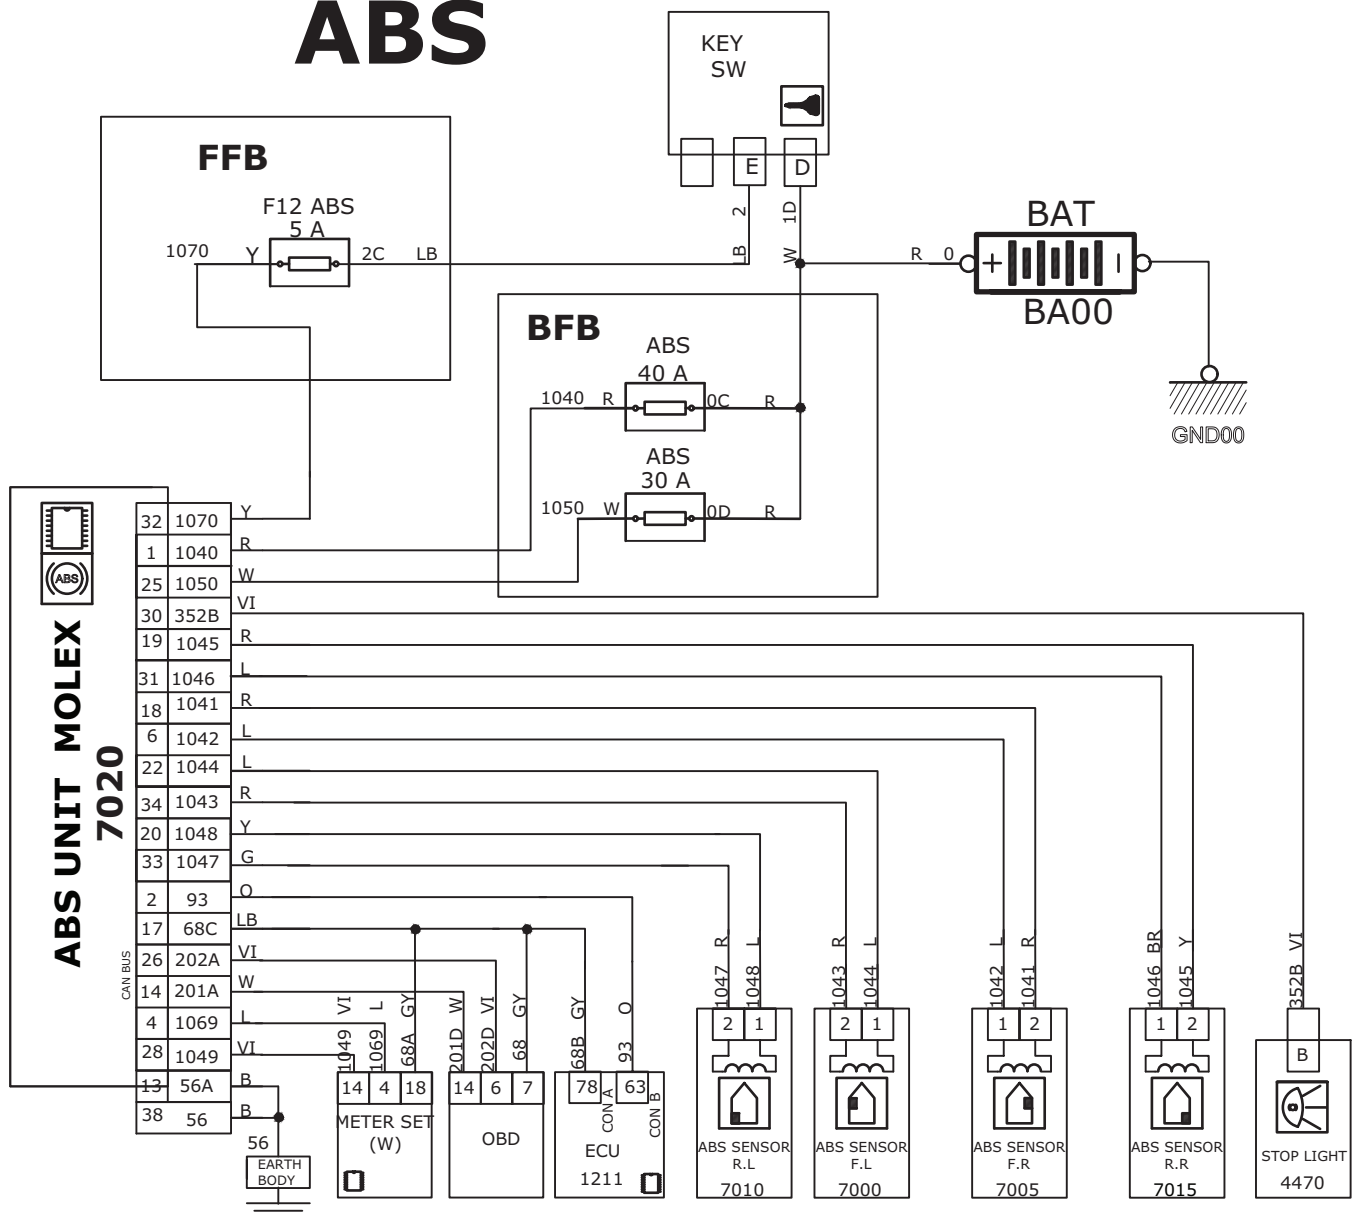 ABS
KEY
SW
E
D
2
LB
1D
W
FFB
F12 ABS
5 A
1070
Y
2C
LB
R
0
BAT
BA00
GND00
BFB
ABS
40 A
1040
R
0C
R
ABS
30 A
1050
W
0D
R
ABS
ABS UNIT MOLEX
7020
CAN BUS
32 1070 Y
1 1040 R
25 1050 W
30 352B VI
19 1045 R
31 1046 L
18 1041 R
6 1042 L
22 1044 L
34 1043 R
20 1048 Y
33 1047 G
2 93 O
17 68C LB
26 202A VI
14 201A W
4 1069 L
28 1049 VI
13 56A B
38 56 B
56
EARTH
BODY
1049 VI
1069 L
68A GY
14 4 18
METER SET
(W)
201D W
202D VI
68 GY
14 6 7
OBD
68B GY
93 O
78 63
CON A
CON B
ECU
1211
1047 R
1048 L
2 1
ABS SENSOR
R.L
7010
1043 R
1044 L
2 1
ABS SENSOR
F.L
7000
1042 L
1041 R
1 2
ABS SENSOR
F.R
7005
1046 BR
1045 Y
1 2
ABS SENSOR
R.R
7015
352B VI
B
STOP LIGHT
4470